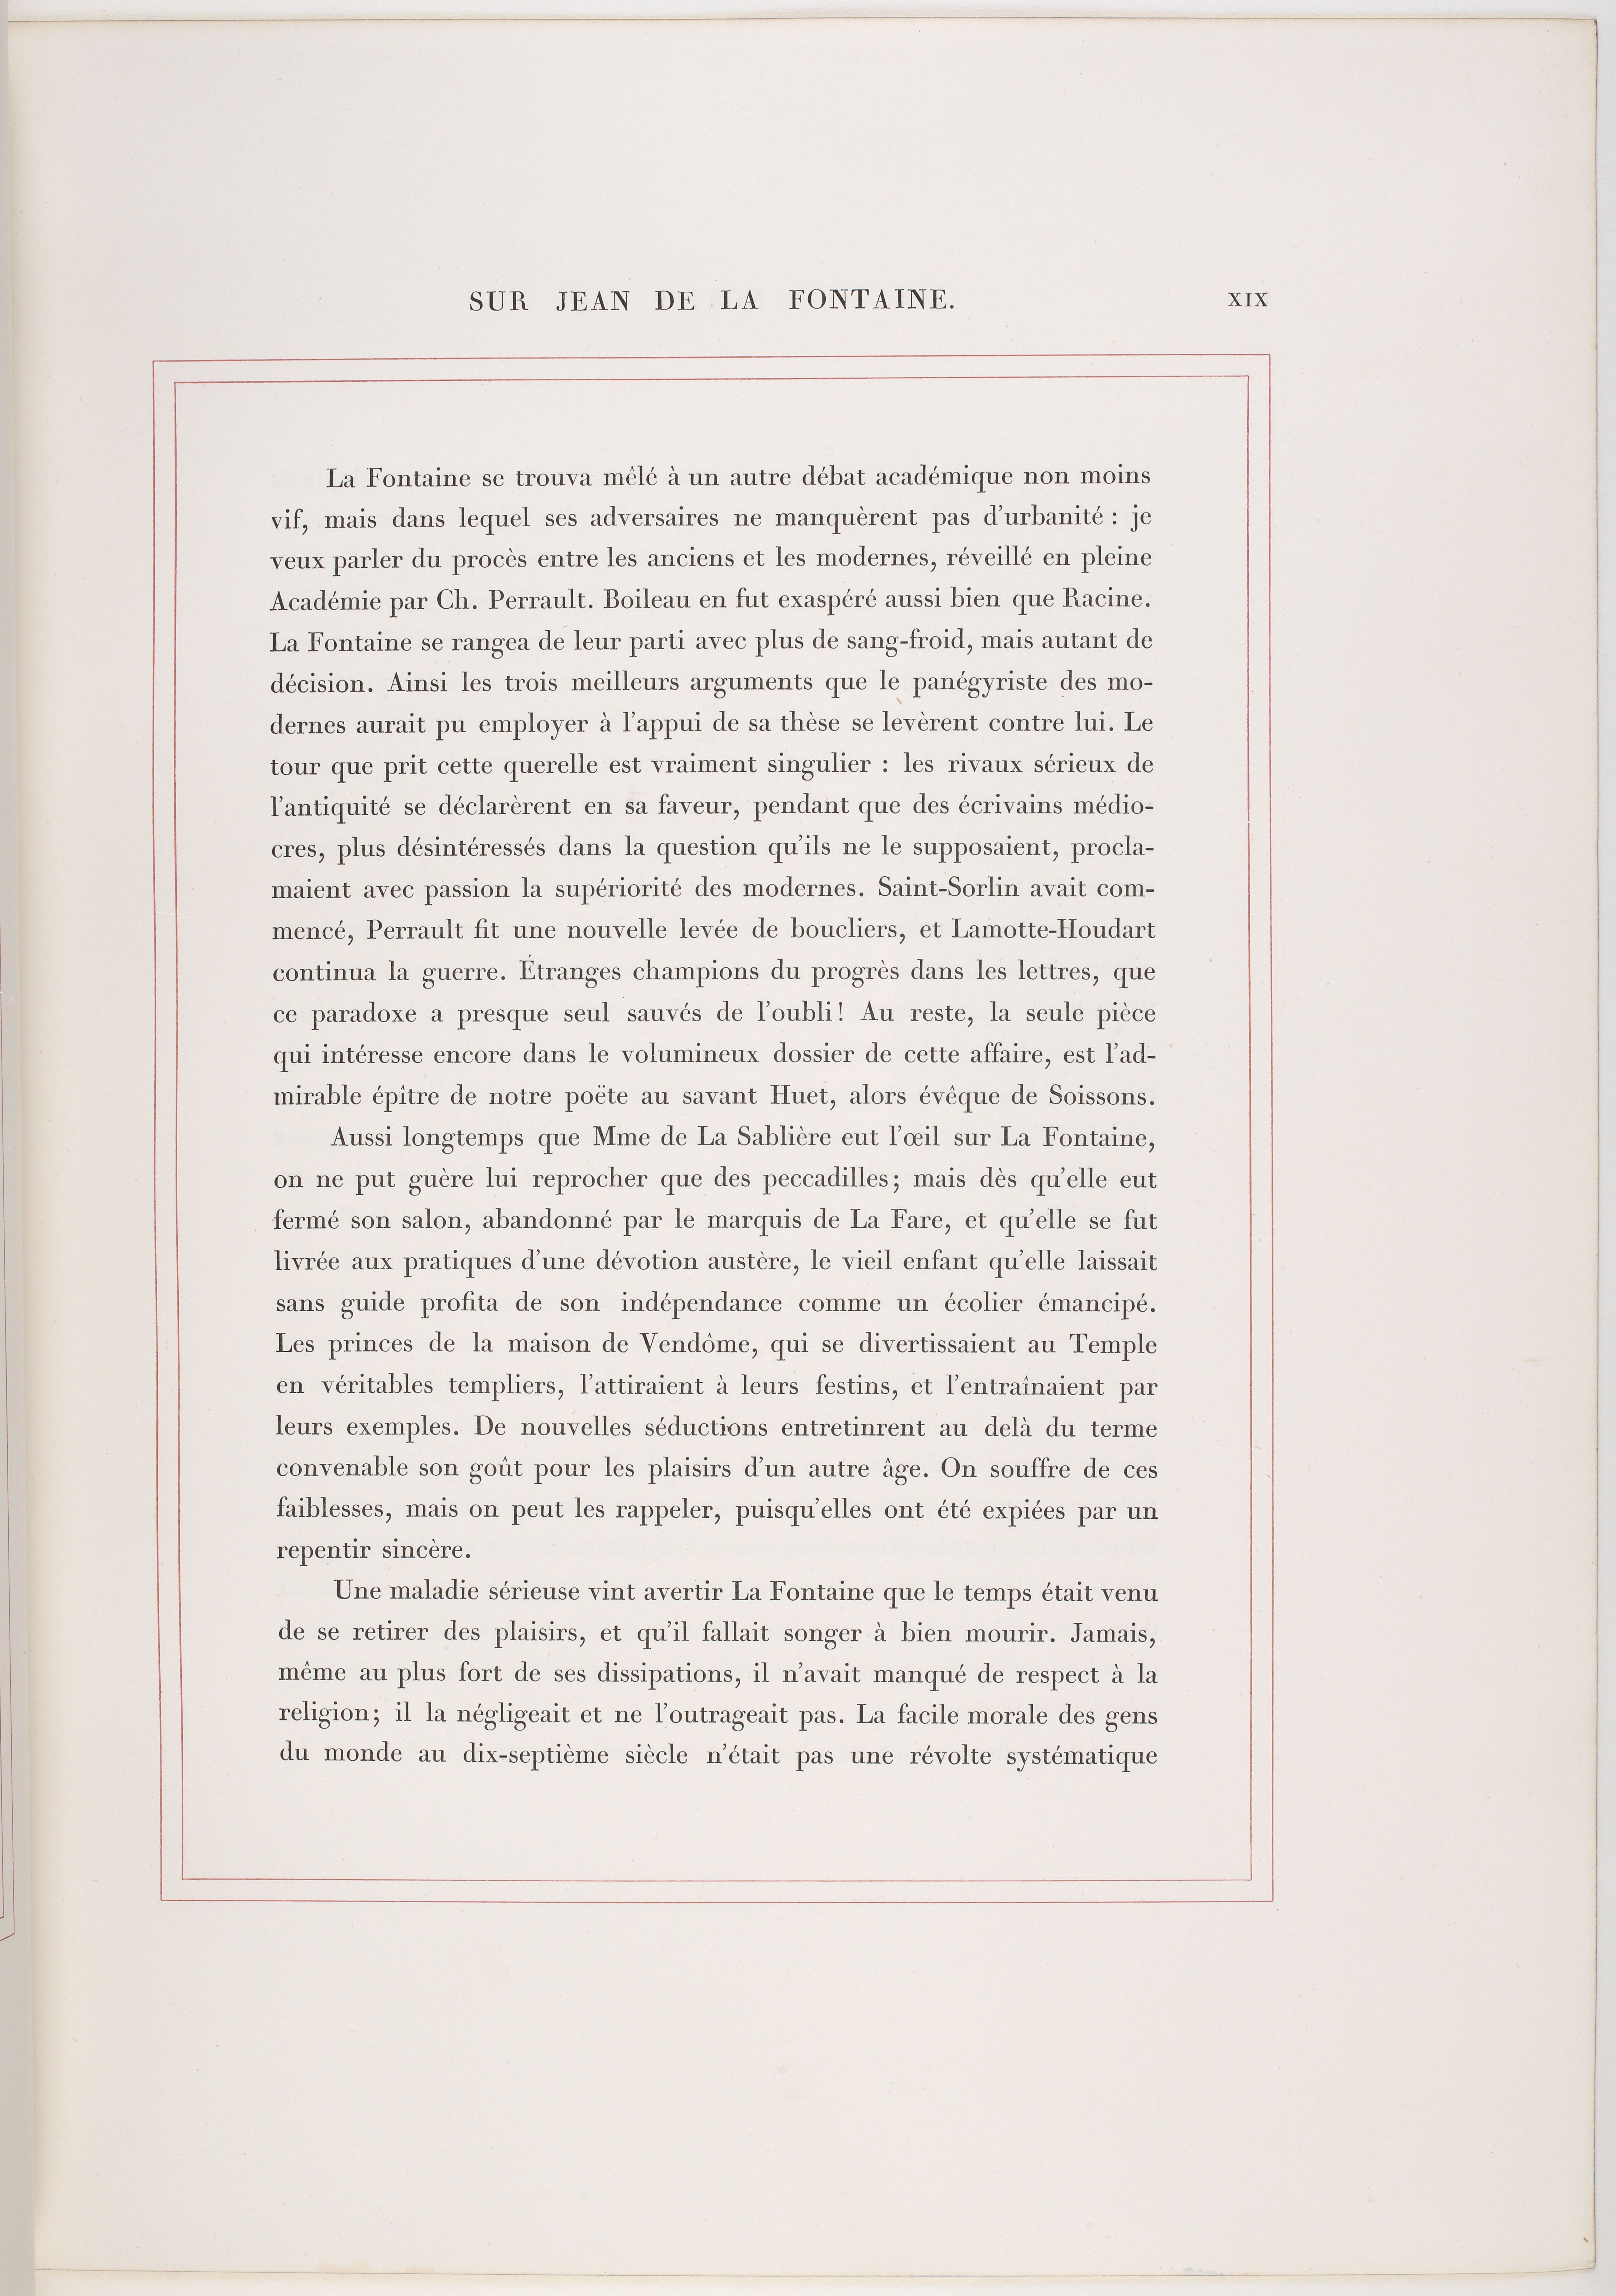 SUR JEAN DE LA FONTAINE. XIX
La Fontaine se trouva mêlé à un autre débat académique non moins
vif, mais dans lequel ses adversaires ne manquèrent pas d'urbanité : je
veux parler du procès entre les anciens et les modernes, réveillé en pleine
Académie par Ch. Perrault. Boileau en fut exaspéré aussi bien que Racine.
La Fontaine se rangea de leur parti avec plus de sang-froid, mais autant de
décision. Ainsi les trois meilleurs arguments que le panégyriste des mo-
dernes aurait pu employer à l'appui de sa thèse se levèrent contre lui. Le
tour que prit cette querelle est vraiment singulier : les rivaux sérieux de
l'antiquité se déclarèrent en sa faveur, pendant que des écrivains médio-
cres, plus désintéressés dans la question qu'ils ne le supposaient, procla-
maient avec passion la supériorité des modernes. Saint-Sorlin avait com-
mencé, Perrault fit une nouvelle levée de boucliers, et Lamotte-Houdart
continua la guerre. Étranges champions du progrès dans les lettres, que
ce paradoxe a presque seul sauvés de l'oubli! Au reste, la seule pièce
qui intéresse encore dans le volumineux dossier de cette affaire, est l'ad-
mirable épître de notre poëte au savant Huet, alors évêque de Soissons.
Aussi longtemps que Mme de La Sablière eut l'œil sur La Fontaine,
on ne put guère lui reprocher que des peccadilles; mais dès qu'elle eut
fermé son salon, abandonné par le marquis de La Fare, et qu'elle se fut
livrée aux pratiques d'une dévotion austère, le vieil enfant qu'elle laissait
sans guide profita de son indépendance comme un écolier émancipé.
Les princes de la maison de Vendôme, qui se divertissaient au Temple
en véritables templiers, l'attiraient à leurs festins, et l'entraînaient par
leurs exemples. De nouvelles séductions entretinrent au delà du terme
convenable son goût pour les plaisirs d'un autre âge. On souffre de ces
faiblesses, mais on peut les rappeler, puisqu'elles ont été expiées par un
repentir sincère.
Une maladie sérieuse vint avertir La Fontaine que le temps était venu
de se retirer des plaisirs, et qu'il fallait songer à bien mourir. Jamais,
même au plus fort de ses dissipations, il n'avait manqué de respect à la
religion; il la négligeait et ne l'outrageait pas. La facile morale des gens
du monde au dix-septième siècle n'était pas une révolte systématique